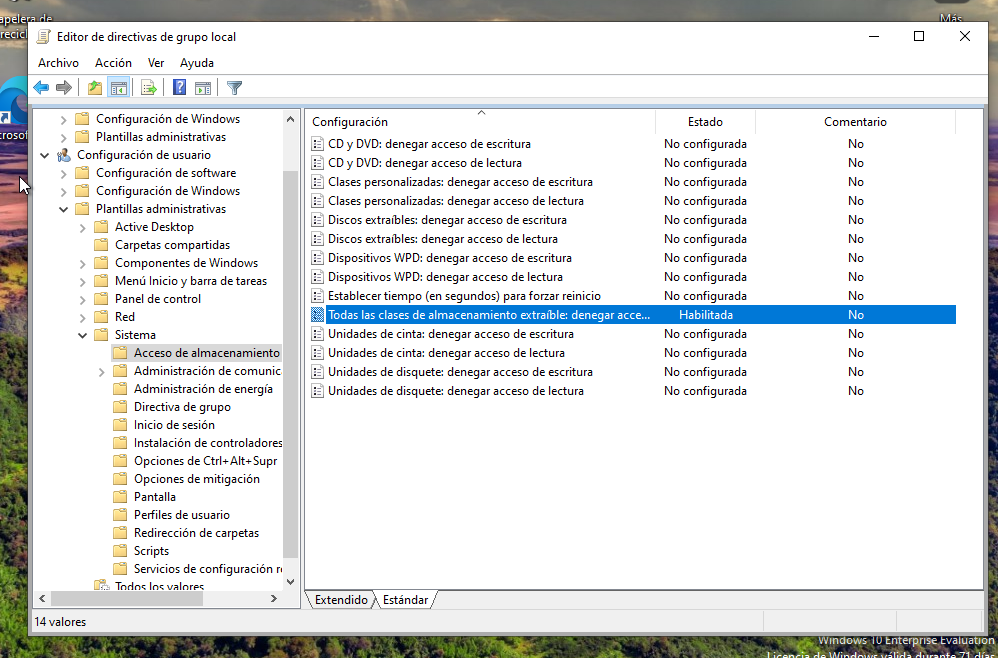 apelera de
recicl
Más
Editor de directivas de grupo local
Archivo Acción Ver Ayuda
Configuración de Windows
Plantillas administrativas
Configuración de usuario
Configuración de software
Configuración de Windows
Plantillas administrativas
Active Desktop
Carpetas compartidas
Componentes de Windows
Menú Inicio y barra de tareas
Panel de control
Red
Sistema
Acceso de almacenamiento
Administración de comunic
Administración de energía
Directiva de grupo
Inicio de sesión
Instalación de controladores
Opciones de Ctrl+Alt+Supr
Opciones de mitigación
Pantalla
Perfiles de usuario
Redirección de carpetas
Scripts
Servicios de configuración r
Todos los valores
crosof
Configuración Estado Comentario
CD y DVD: denegar acceso de escritura No configurada No
CD y DVD: denegar acceso de lectura No configurada No
Clases personalizadas: denegar acceso de escritura No configurada No
Clases personalizadas: denegar acceso de lectura No configurada No
Discos extraíbles: denegar acceso de escritura No configurada No
Discos extraíbles: denegar acceso de lectura No configurada No
Dispositivos WPD: denegar acceso de escritura No configurada No
Dispositivos WPD: denegar acceso de lectura No configurada No
Establecer tiempo (en segundos) para forzar reinicio No configurada No
Todas las clases de almacenamiento extraíble: denegar acce... Habilitada No
Unidades de cinta: denegar acceso de escritura No configurada No
Unidades de cinta: denegar acceso de lectura No configurada No
Unidades de disquete: denegar acceso de escritura No configurada No
Unidades de disquete: denegar acceso de lectura No configurada No
Extendido Estándar
14 valores
Windows 10 Enterprise Evaluation
Licencia de Windows válida durante 71 días